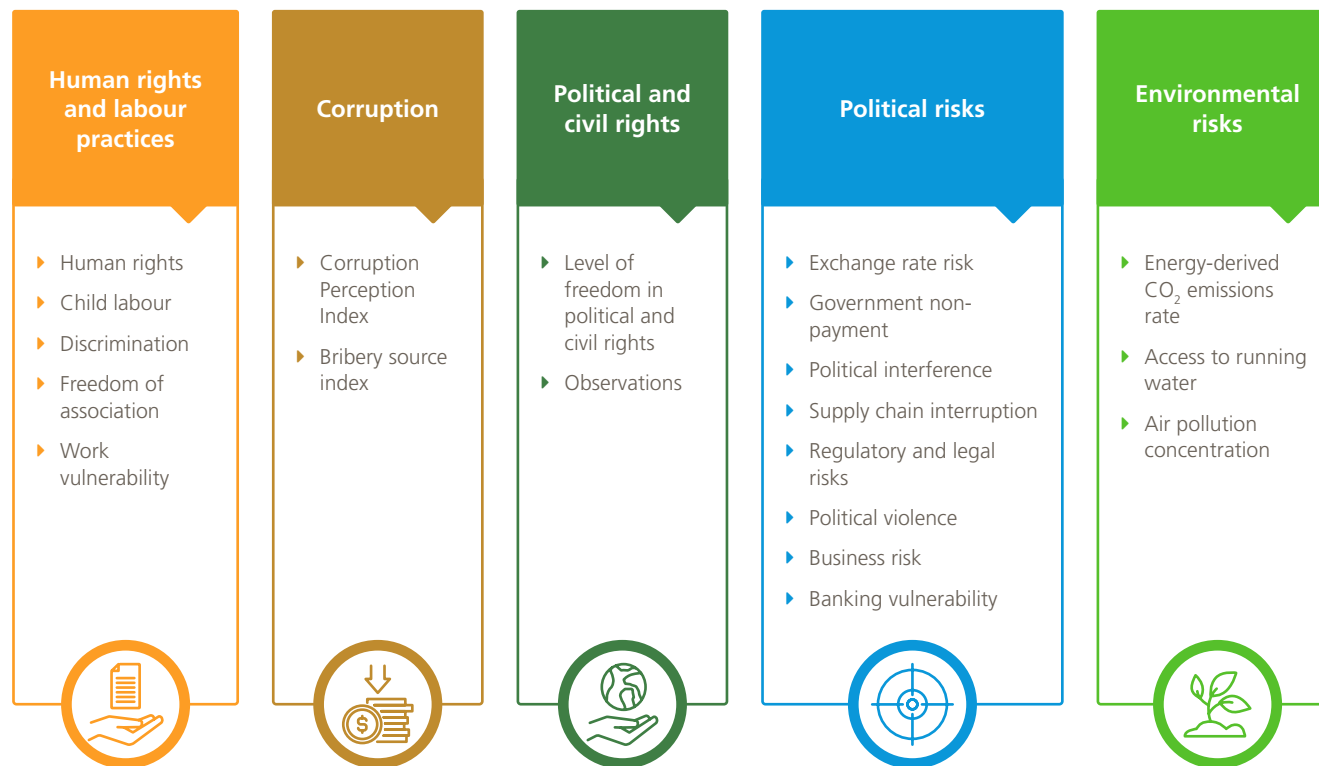 Human rights
and labour
practices
Human rights
Child labour
Discrimination
Freedom of
association
Work
vulnerability
Corruption
Corruption
Perception
Index
Bribery source
index
$
Political and
civil rights
Level of
freedom in
political and
civil rights
Observations
Political risks
Exchange rate risk
Government non-
payment
Political interference
Supply chain interruption
Regulatory and legal
risks
Political violence
Business risk
Banking vulnerability
Environmental
risks
Energy-derived
CO₂ emissions
rate
Access to running
water
Air pollution
concentration